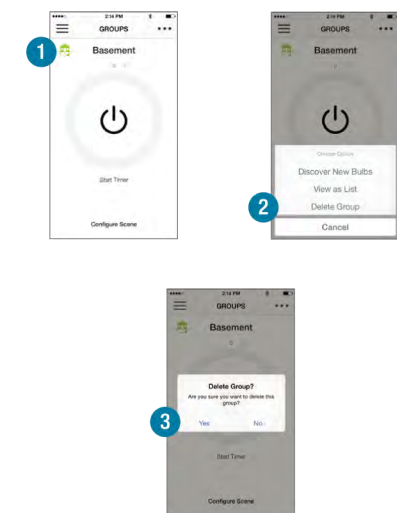 2:14 PM
GROUPS
1
Basement
Start Timer
Configure Scene
2:14 PM
GROUPS
Basement
Choose Option
Discover New Bulbs
View as List
2
Delete Group
Cancel
2:14 PM
GROUPS
Basement
Delete Group?
Are you sure you want to delete this
group?
3
Yes
No
Start Timer
Configure Scene